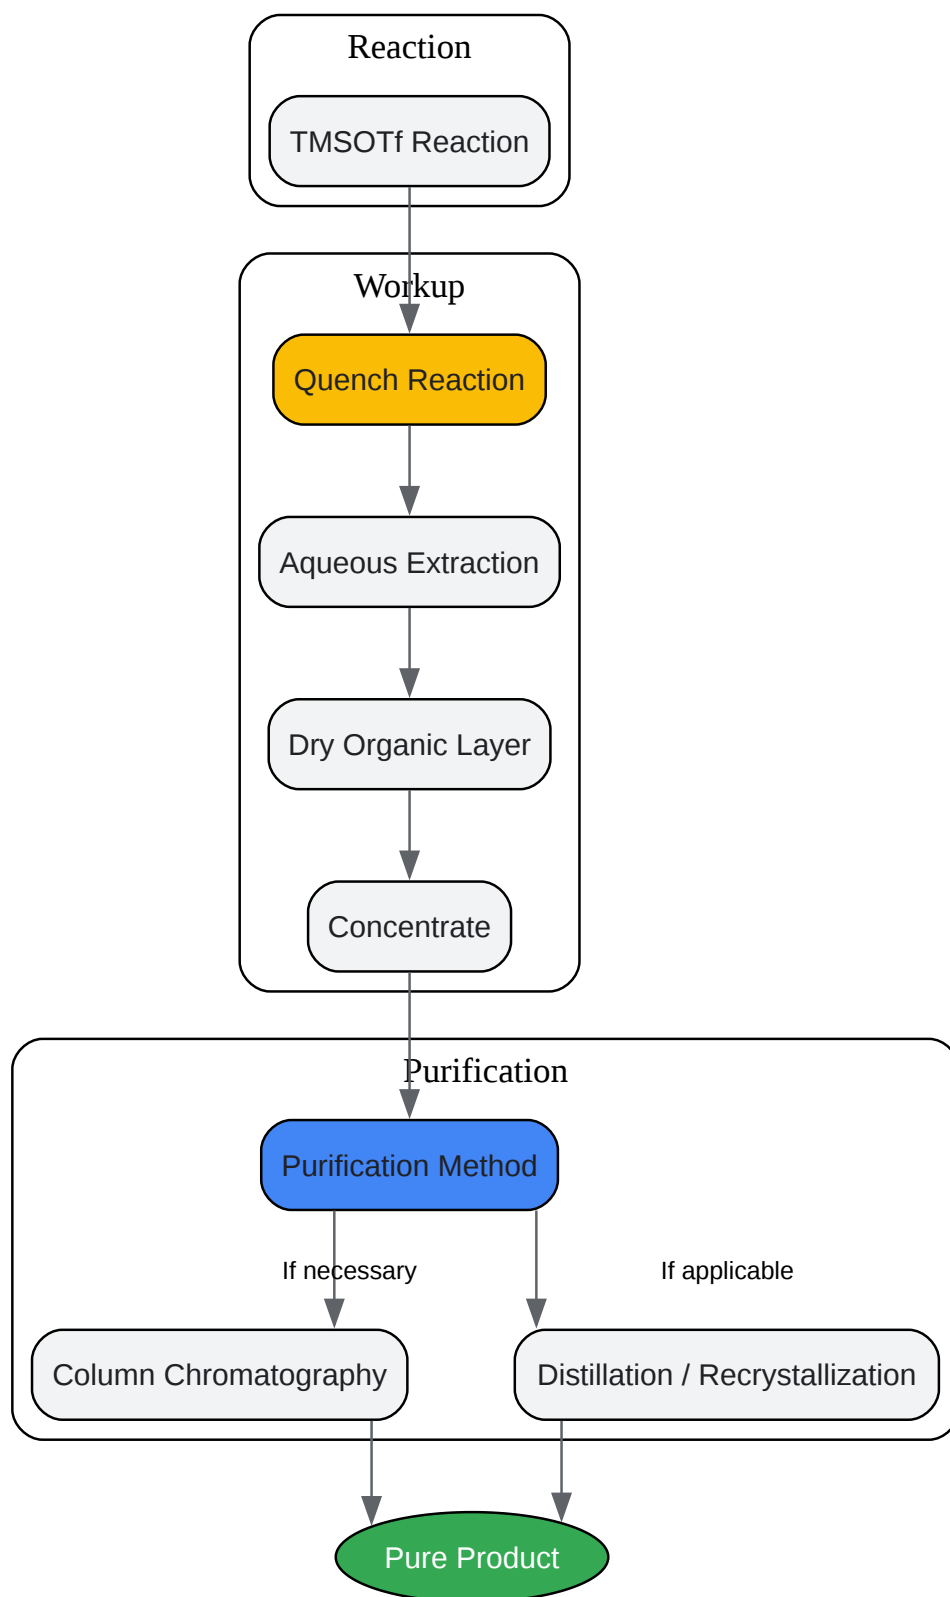 Reaction
TMSOTf Reaction
Workup
Quench Reaction
Aqueous Extraction
Dry Organic Layer
Concentrate
Purification
Purification Method
If necessary
If applicable
Column Chromatography
Distillation / Recrystallization
Pure Product